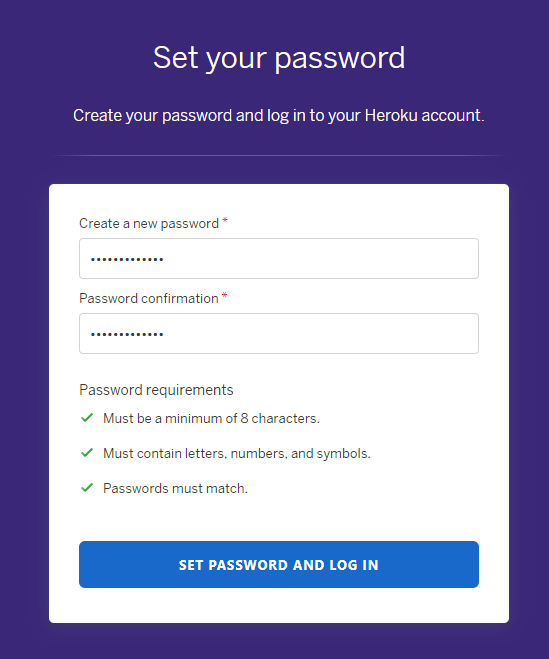 Set your password
Create your password and log in to your Heroku account.
Create a new password *
•••••••••••••
Password confirmation *
•••••••••••••
Password requirements
Must be a minimum of 8 characters.
Must contain letters, numbers, and symbols.
Passwords must match.
SET PASSWORD AND LOG IN